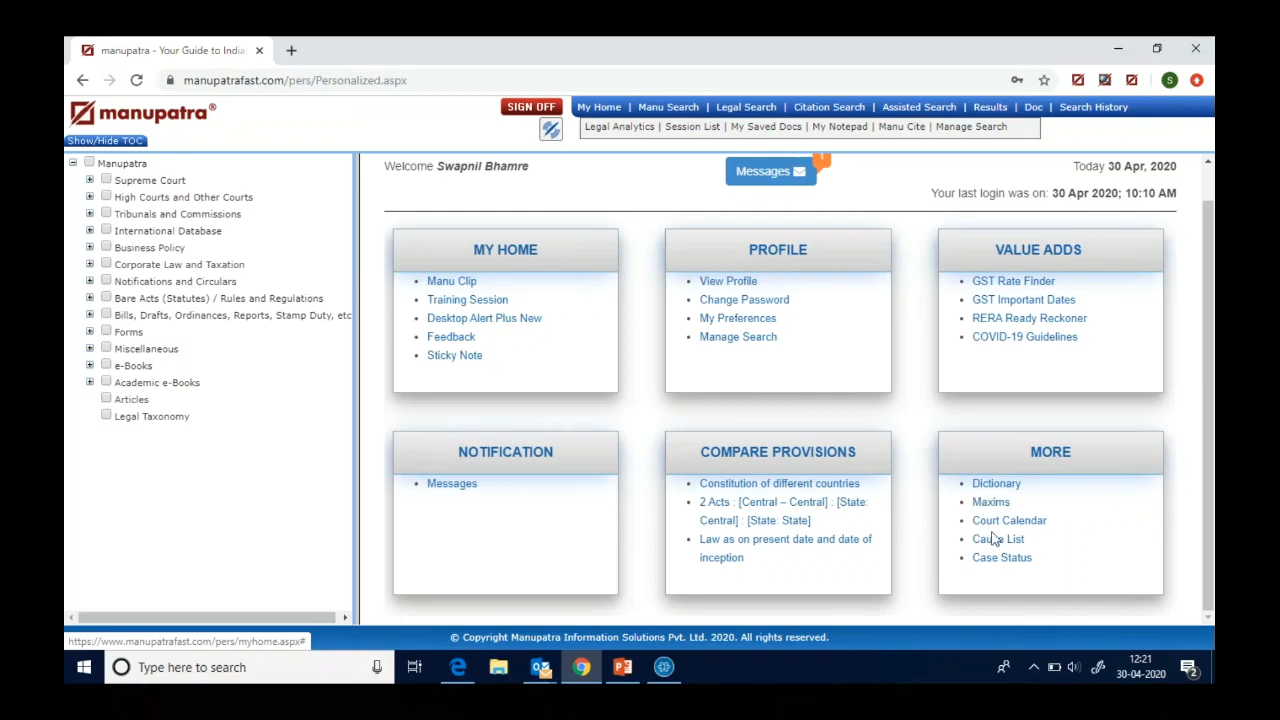 manupatra - Your Guide to India
manupatrafast.com/pers/Personalized.aspx
manupatra®
SIGN OFF
My Home | Manu Search | Legal Search | Citation Search | Assisted Search | Results | Doc | Search History
Legal Analytics | Session List | My Saved Docs | My Notepad | Manu Cite | Manage Search
Show/Hide TOC
Manupatra
Supreme Court
High Courts and Other Courts
Tribunals and Commissions
International Database
Business Policy
Corporate Law and Taxation
Notifications and Circulars
Bare Acts (Statutes) / Rules and Regulations
Bills, Drafts, Ordinances, Reports, Stamp Duty, etc
Forms
Miscellaneous
e-Books
Academic e-Books
Articles
Legal Taxonomy
Welcome Swapnil Bhamre
Messages
1
Today 30 Apr, 2020
Your last login was on: 30 Apr 2020; 10:10 AM
MY HOME
Manu Clip
Training Session
Desktop Alert Plus New
Feedback
Sticky Note
PROFILE
View Profile
Change Password
My Preferences
Manage Search
VALUE ADDS
GST Rate Finder
GST Important Dates
RERA Ready Reckoner
COVID-19 Guidelines
NOTIFICATION
Messages
COMPARE PROVISIONS
Constitution of different countries
2 Acts : [Central – Central] : [State:
Central] : [State: State]
Law as on present date and date of
inception
MORE
Dictionary
Maxims
Court Calendar
Cause List
Case Status
https://www.manupatrafast.com/pers/myhome.aspx#
© Copyright Manupatra Information Solutions Pvt. Ltd. 2020. All rights reserved.
Type here to search
12:21
30-04-2020
2
S